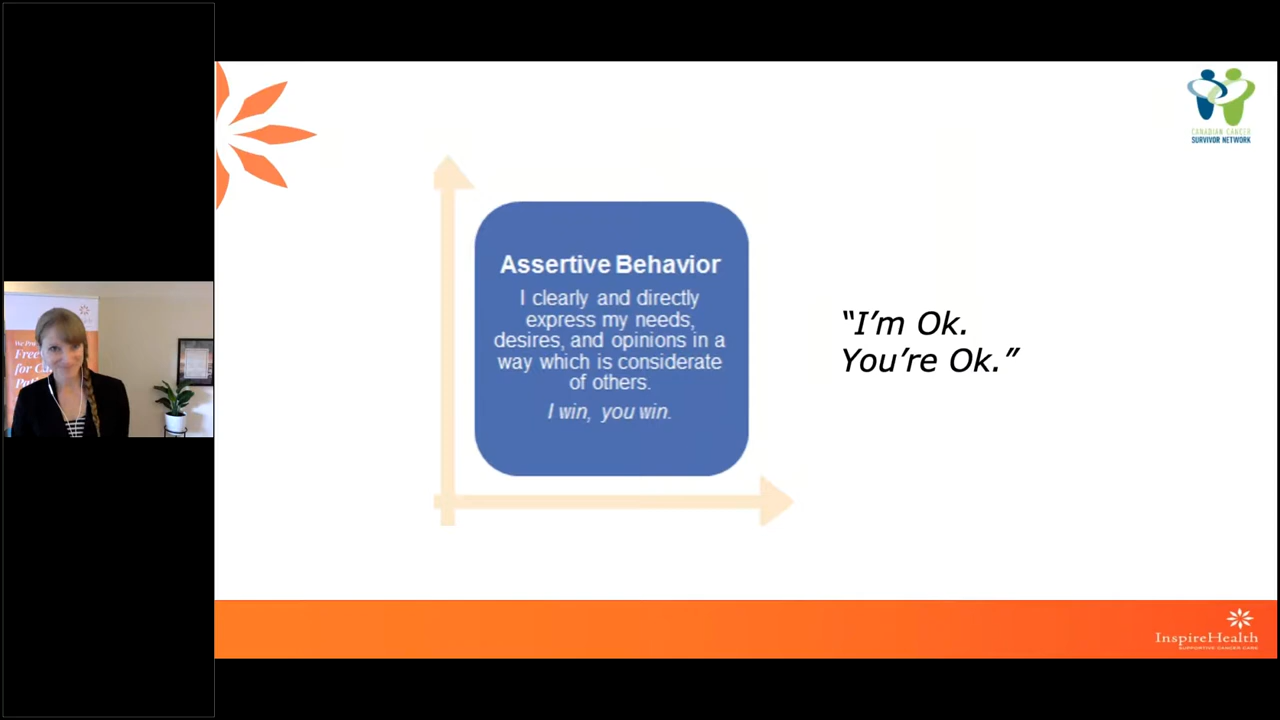 CANADIAN CANCER
SURVIVOR NETWORK
Assertive Behavior
I clearly and directly
express my needs,
desires, and opinions in a
way which is considerate
of others.
I win, you win.
“I’m Ok.
You’re Ok.”
Free
InspireHealth
SUPPORTIVE CANCER CARE